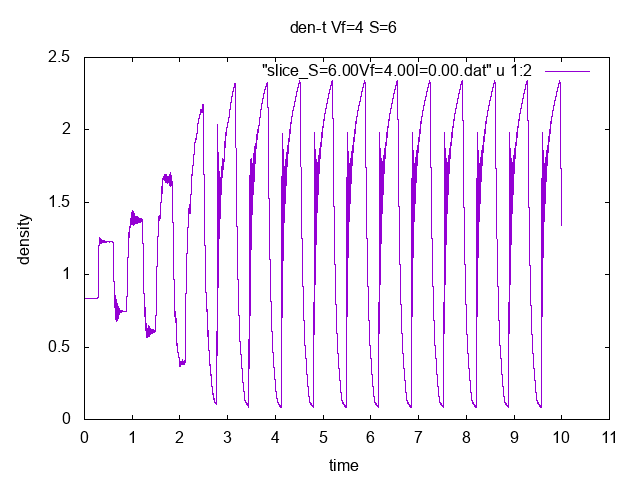 den-t Vf=4 S=6
"slice_S=6.00Vf=4.00I=0.00.dat" u 1:2
density
2.5
2
1.5
1
0.5
0
0 1 2 3 4 5 6 7 8 9 10 11
time